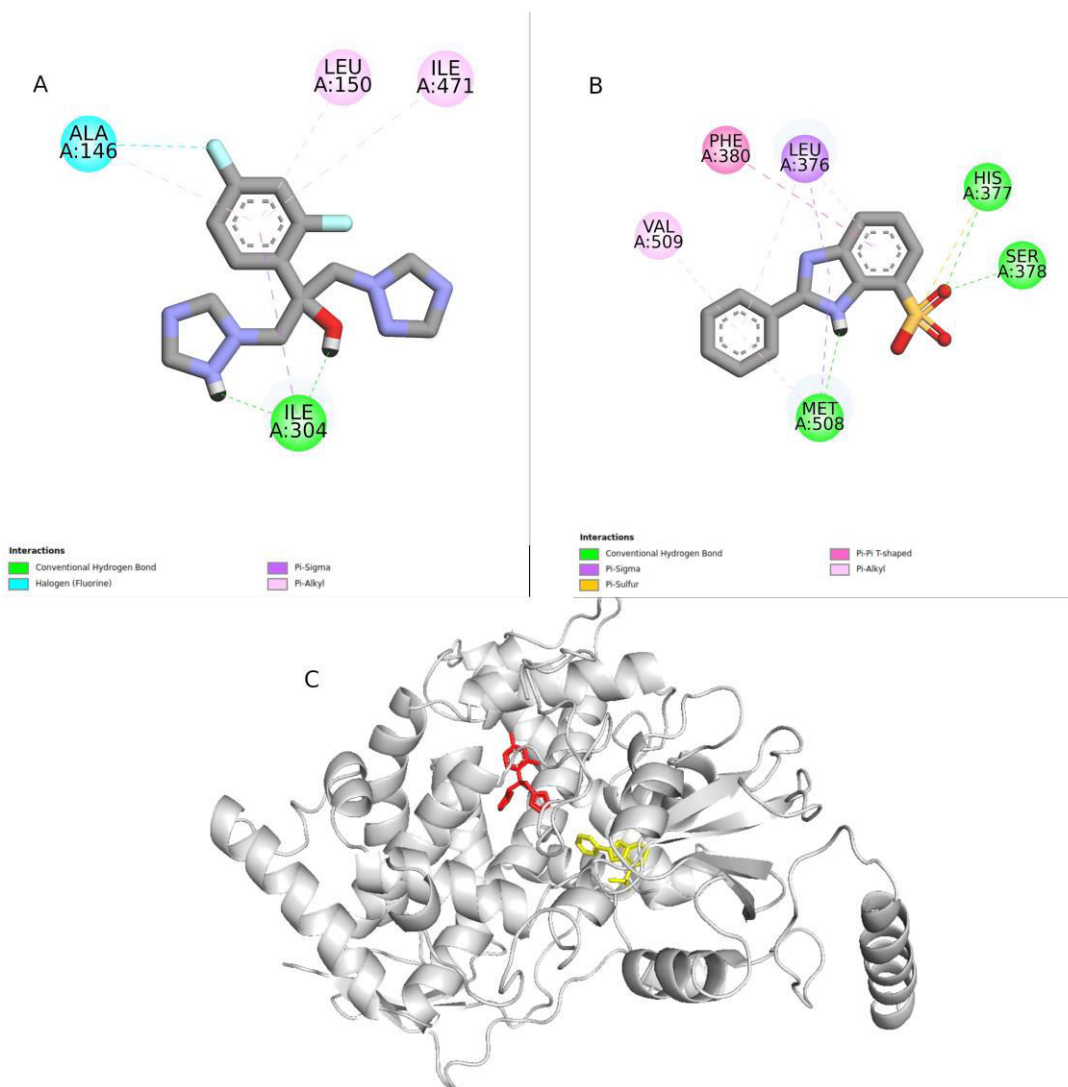 A
LEU
A:150
ILE
A:471
ALA
A:146
ILE
A:304
Interactions
Conventional Hydrogen Bond
Halogen (Fluorine)
Pi-Sigma
Pi-Alkyl
B
PHE
A:380
LEU
A:376
HIS
A:377
VAL
A:509
SER
A:378
MET
A:508
Interactions
Conventional Hydrogen Bond
Pi-Sigma
Pi-Sulfur
Pi-Pi T-shaped
Pi-Alkyl
C